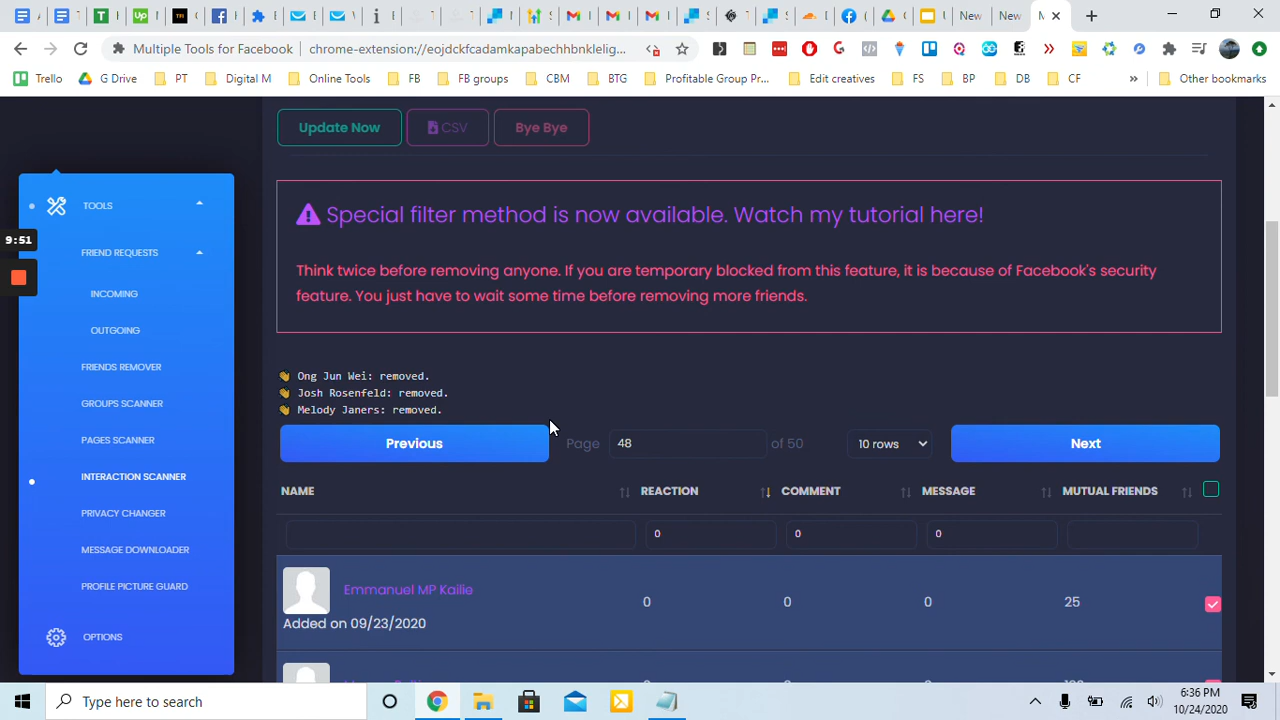 New
New
M
Multiple Tools for Facebook
chrome-extension://eojdckfcadamkapabechhbnklelig...
Trello
G Drive
PT
Digital M
Online Tools
FB
FB groups
CBM
BTG
Profitable Group Pr...
Edit creatives
FS
BP
DB
CF
»
Other bookmarks
Update Now
CSV
Bye Bye
TOOLS
Special filter method is now available. Watch my tutorial here!
9:51
FRIEND REQUESTS
Think twice before removing anyone. If you are temporary blocked from this feature, it is because of Facebook's security
feature. You just have to wait some time before removing more friends.
INCOMING
OUTGOING
FRIENDS REMOVER
GROUPS SCANNER
PAGES SCANNER
INTERACTION SCANNER
PRIVACY CHANGER
MESSAGE DOWNLOADER
PROFILE PICTURE GUARD
OPTIONS
Ong Jun Wei: removed.
Josh Rosenfeld: removed.
Melody Janers: removed.
Previous
Page 48 of 50
10 rows
Next
NAME REACTION COMMENT MESSAGE MUTUAL FRIENDS
0 0 0
Emmanuel MP Kailie
0 0 0 25
Added on 09/23/2020
Type here to search
6:36 PM
10/24/2020